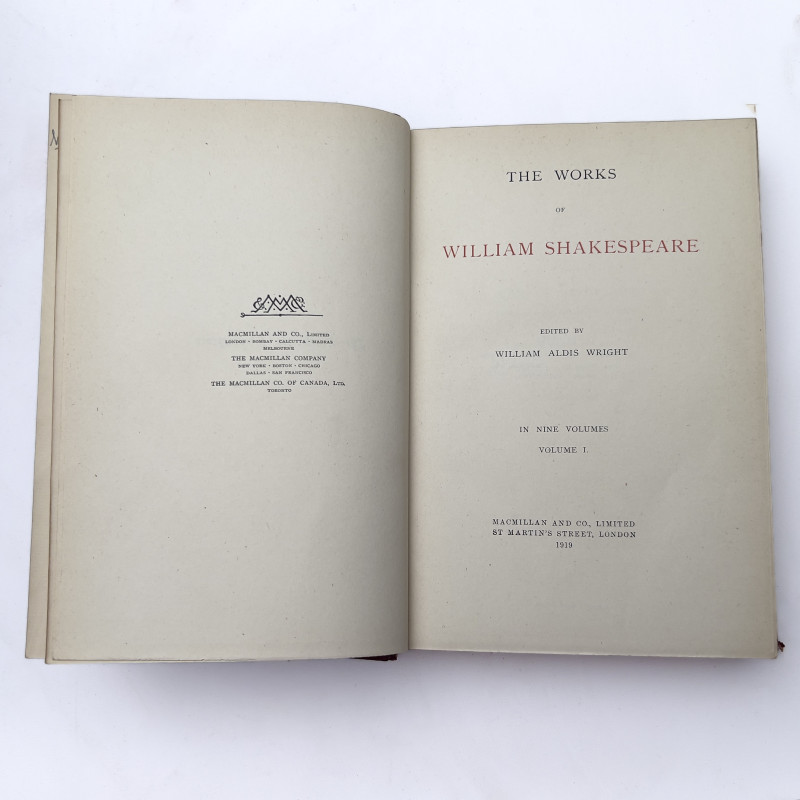 MACMILLAN AND CO., LIMITED
LONDON · BOMBAY · CALCUTTA · MADRAS
MELBOURNE
THE MACMILLAN COMPANY
NEW YORK · BOSTON · CHICAGO
DALLAS · SAN FRANCISCO
THE MACMILLAN CO. OF CANADA, LTD.
TORONTO
THE WORKS
OF
WILLIAM SHAKESPEARE
EDITED BY
WILLIAM ALDIS WRIGHT
IN NINE VOLUMES
VOLUME I.
MACMILLAN AND CO., LIMITED
ST MARTIN'S STREET, LONDON
1919